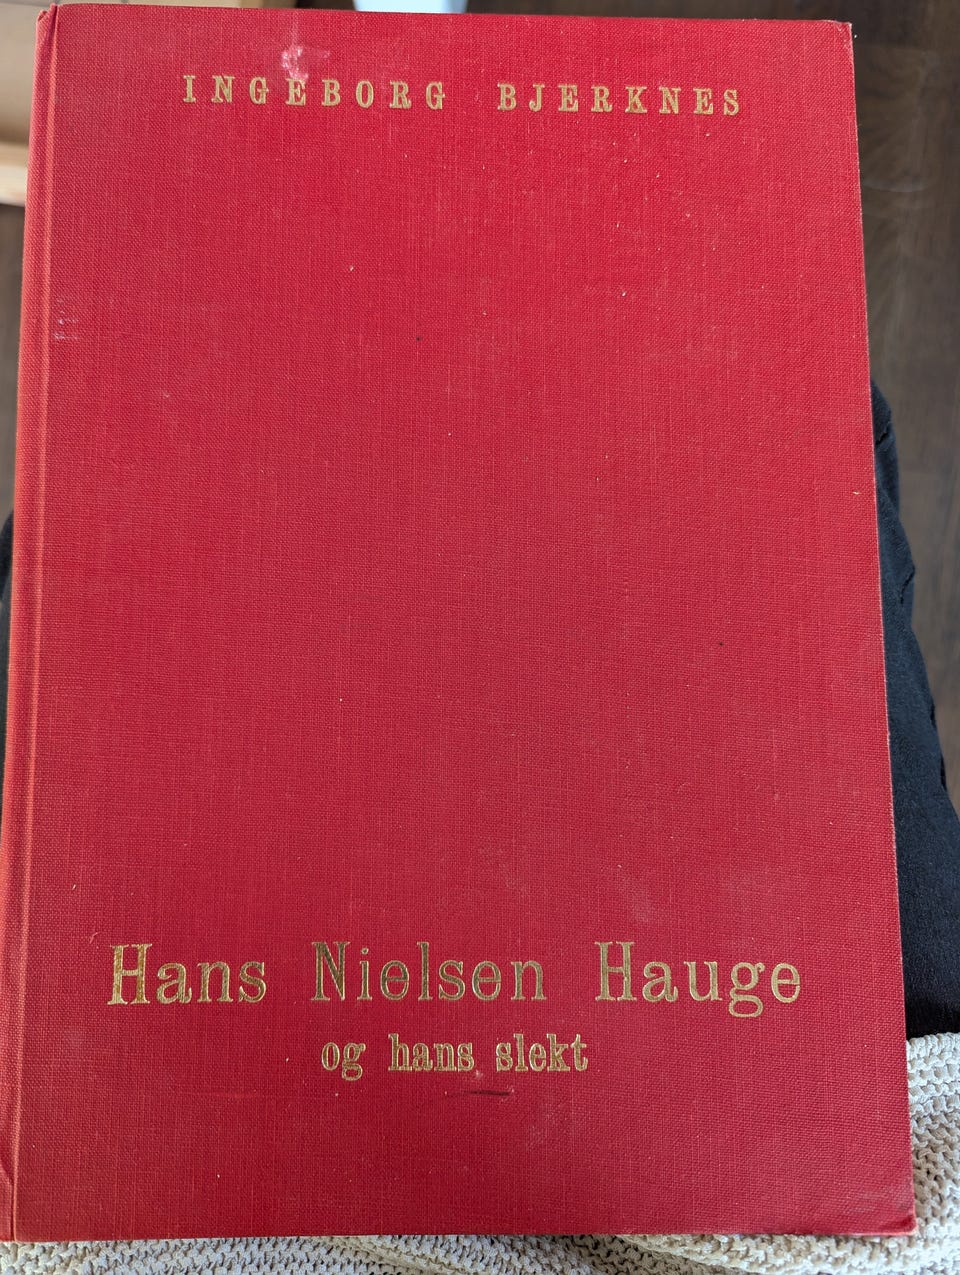 INGEBORG BJERKNES
Hans Nielsen Hauge
og hans slekt